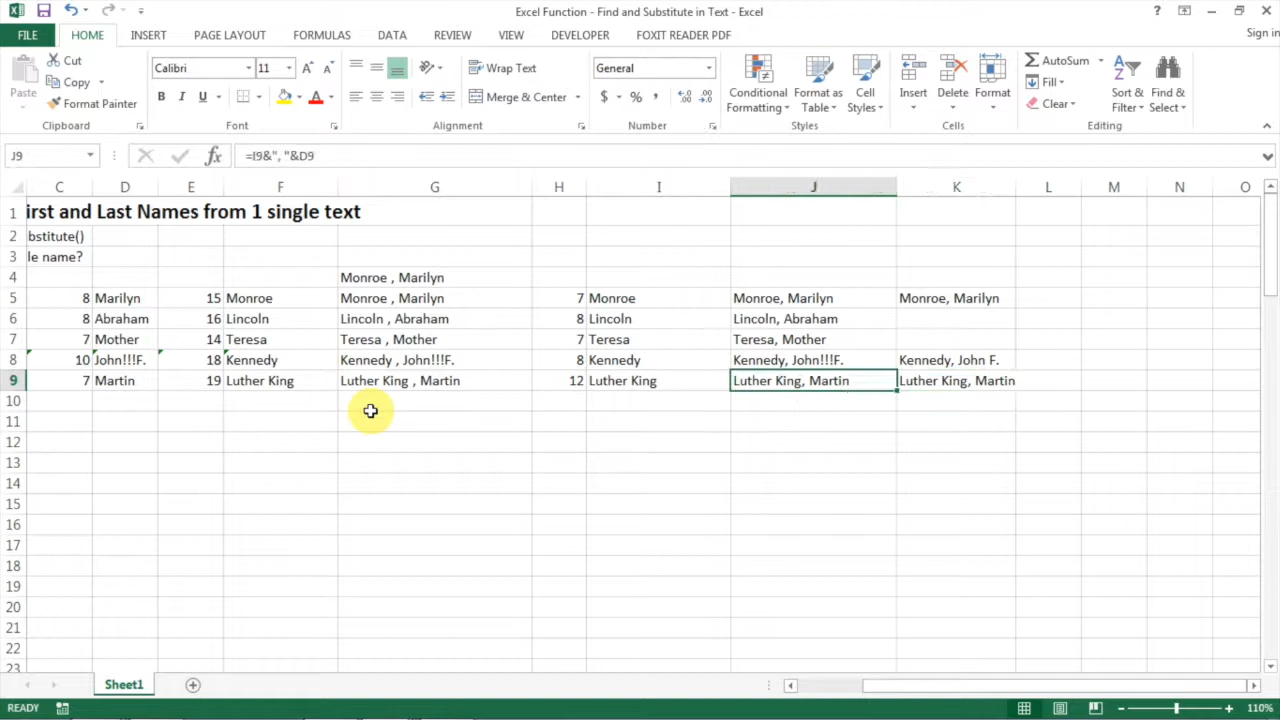 Excel Function - Find and Substitute in Text - Excel
Sign in
FILE HOME INSERT PAGE LAYOUT FORMULAS DATA REVIEW VIEW DEVELOPER FOXIT READER PDF
Paste Cut Copy Format Painter
Clipboard
Calibri 11
B I U A
Font
Wrap Text
Merge & Center
Alignment
General
$ % ,
Number
Conditional Formatting Format as Table Cell Styles
Styles
Insert Delete Format
Cells
AutoSum Fill Clear Sort & Filter Find & Select
Editing
J9 fx =I9&", "&D9
C D E F G H I J K L M N O
1 irst and Last Names from 1 single text
2 bstitute()
3 le name?
4 Monroe , Marilyn
5 8 Marilyn 15 Monroe Monroe , Marilyn 7 Monroe Monroe, Marilyn Monroe, Marilyn
6 8 Abraham 16 Lincoln Lincoln , Abraham 8 Lincoln Lincoln, Abraham
7 7 Mother 14 Teresa Teresa , Mother 7 Teresa Teresa, Mother
8 10 John!!!F. 18 Kennedy Kennedy , John!!!F. 8 Kennedy Kennedy, John!!!F. Kennedy, John F.
9 7 Martin 19 Luther King Luther King , Martin 12 Luther King Luther King, Martin Luther King, Martin
10
11
12
13
14
15
16
17
18
19
20
21
22
23
Sheet1
READY 110%